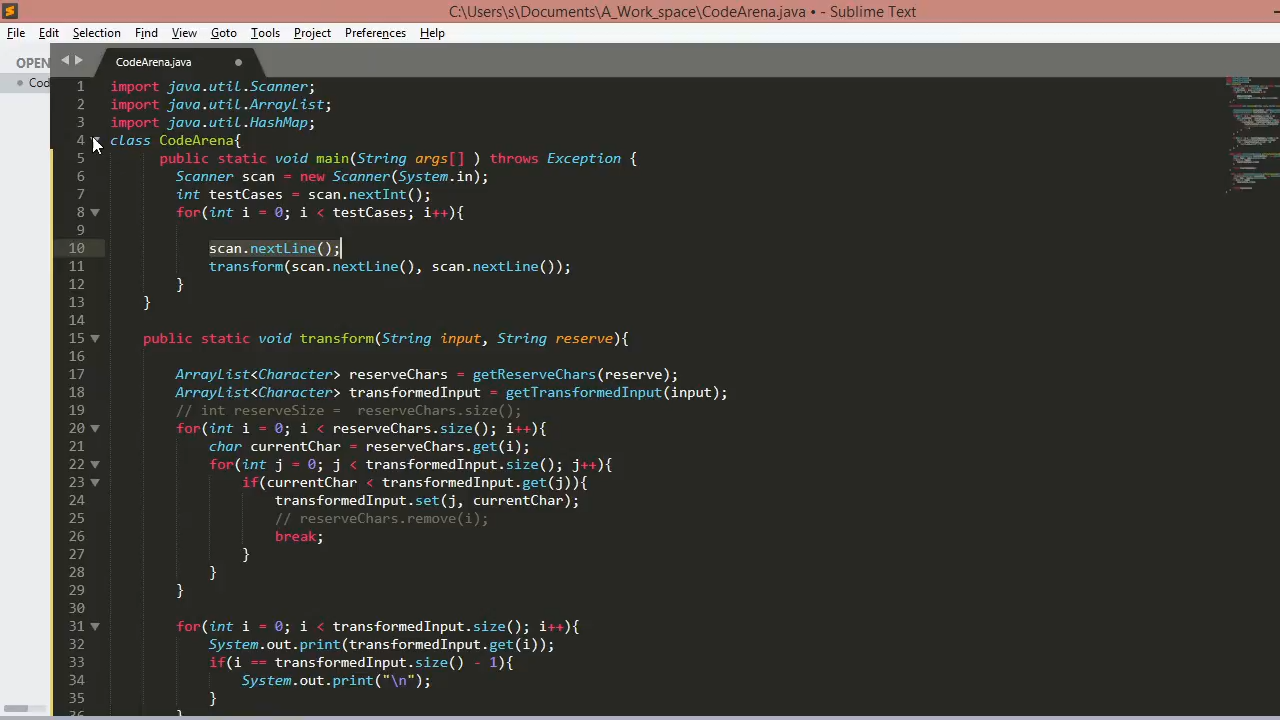 C:\Users\s\Documents\A_Work_space\CodeArena.java • - Sublime Text
File Edit Selection Find View Goto Tools Project Preferences Help
OPEN
CodeArena.java
Cod
1 import java.util.Scanner;
2 import java.util.ArrayList;
3 import java.util.HashMap;
4 class CodeArena{
5 public static void main(String args[] ) throws Exception {
6 Scanner scan = new Scanner(System.in);
7 int testCases = scan.nextInt();
8 for(int i = 0; i < testCases; i++){
9
10 scan.nextLine();
11 transform(scan.nextLine(), scan.nextLine());
12 }
13 }
14
15 public static void transform(String input, String reserve){
16
17 ArrayList<Character> reserveChars = getReserveChars(reserve);
18 ArrayList<Character> transformedInput = getTransformedInput(input);
19 // int reserveSize =  reserveChars.size();
20 for(int i = 0; i < reserveChars.size(); i++){
21 char currentChar = reserveChars.get(i);
22 for(int j = 0; j < transformedInput.size(); j++){
23 if(currentChar < transformedInput.get(j)){
24 transformedInput.set(j, currentChar);
25 // reserveChars.remove(i);
26 break;
27 }
28 }
29 }
30
31 for(int i = 0; i < transformedInput.size(); i++){
32 System.out.print(transformedInput.get(i));
33 if(i == transformedInput.size() - 1){
34 System.out.print("\n");
35 }
36 }